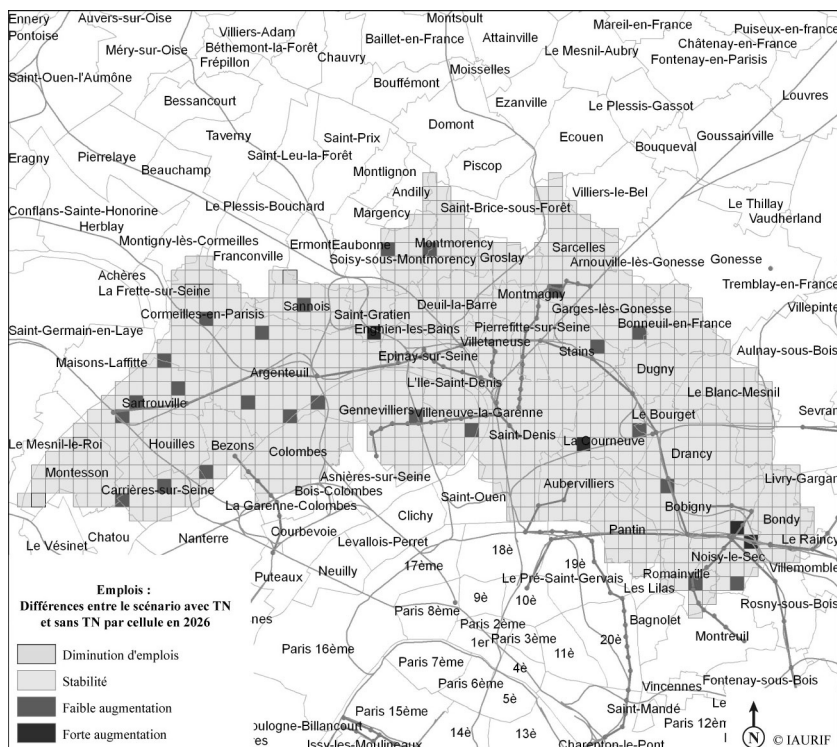 Ennery
Auvers-sur-Oise
Montsoult
Mareil-en-France
Pontoise
Villiers-Adam
Baillet-en-France
Attainville
Puiseux-en-france
Méry-sur-Oise
Béthemont-la-Forêt
Le Mesnil-Aubry
Châtenay-en-France
Frépillon
Chauvry
Moisselles
Fontenay-en-Parisis
Saint-Ouen-l'Aumône
Bouffémont
Bessancourt
Ezanville
Le Plessis-Gassot
Louvres
Taverny
Saint-Prix
Domont
Ecouen
Goussainville
Eragny
Pierrelaye
Saint-Leu-la-Forêt
Bouqueval
Beauchamp
Montlignon
Piscop
Andilly
Villiers-le-Bel
Le Thillay
Conflans-Sainte-Honorine
Le Plessis-Bouchard
Margency
Saint-Brice-sous-Forêt
Vaudherland
Herblay
Montigny-lès-Cormeilles
Ermont
Eaubonne
Montmorency
Sarcelles
Franconville
Soisy-sous-Montmorency
Groslay
Arnouville-lès-Gonesse
Gonesse
Achères
Tremblay-en-France
La Frette-sur-Seine
Montmagny
Sannois
Saint-Gratien
Deuil-la-Barre
Garges-lès-Gonesse
Villepinte
Cormeilles-en-Parisis
Enghien-les-Bains
Pierrefitte-sur-Seine
Bonneuil-en-France
Saint-Germain-en-Laye
Villetaneuse
Maisons-Laffitte
Epinay-sur-Seine
Stains
Aulnay-sous-Bois
Argenteuil
L'Ile-Saint-Denis
Dugny
Le Blanc-Mesnil
Sartrouville
Gennevilliers
Villeneuve-la-Garenne
Le Bourget
Sevran
Le Mesnil-le-Roi
Houilles
Bezons
Colombes
Saint-Denis
La Courneuve
Drancy
Montesson
Asnières-sur-Seine
Livry-Gargan
Carrières-sur-Seine
Bois-Colombes
Saint-Ouen
Aubervilliers
La Garenne-Colombes
Clichy
Bobigny
Bondy
Le Vésinet
Chatou
Nanterre
Courbevoie
Levallois-Perret
Pantin
Le Raincy
18è
Noisy-le-Sec
Puteaux
Neuilly
17ème
Le Pré-Saint-Gervais
19è
Romainville
Villemomble
Les Lilas
9è
10è
Rosny-sous-Bois
Paris 8ème
Paris 2ème
Bagnolet
1er
Paris 3ème
20è
Montreuil
Paris 16ème
11è
Paris 7ème
4è
Vincennes
Fontenay-sous-Bois
Paris 6ème
5è
Saint-Mandé
Le
Paris 15ème
Paris 12èm
oulogne-Billancourt
14è
13è
Issy-les-Moulineaux
Charenton-le-Pont
Emplois :
Différences entre le scénario avec TN
et sans TN par cellule en 2026
Diminution d'emplois
Stabilité
Faible augmentation
Forte augmentation
N
© IAURIF